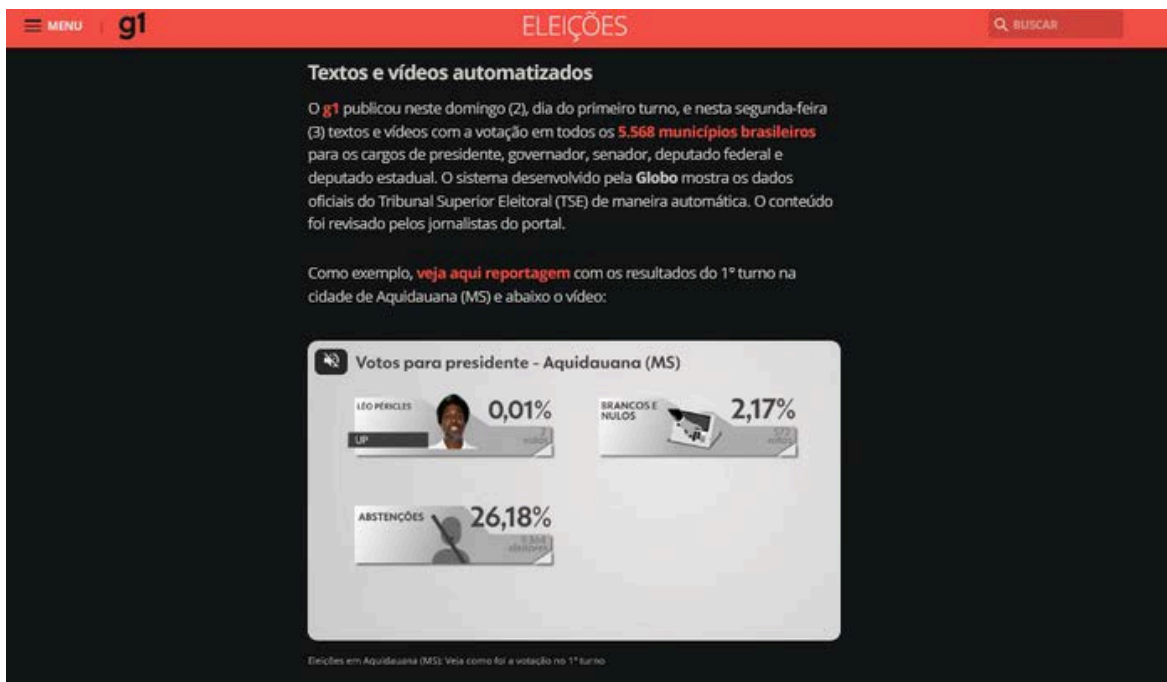 MENU
g1
ELEIÇÕES
BUSCAR
Textos e vídeos automatizados
O g1 publicou neste domingo (2), dia do primeiro turno, e nesta segunda-feira
(3) textos e vídeos com a votação em todos os 5.568 municípios brasileiros
para os cargos de presidente, governador, senador, deputado federal e
deputado estadual. O sistema desenvolvido pela Globo mostra os dados
oficiais do Tribunal Superior Eleitoral (TSE) de maneira automática. O conteúdo
foi revisado pelos jornalistas do portal.
Como exemplo, veja aqui reportagem com os resultados do 1º turno na
cidade de Aquidauana (MS) e abaixo o vídeo:
Votos para presidente - Aquidauana (MS)
LÉO PÉRICLES
0,01%
UP
votos
BRANCOS E
NULOS
2,17%
votos
ABSTENÇÕES
26,18%
eleitores
Eleições em Aquidauana (MS): Veja como foi a votação no 1º turno